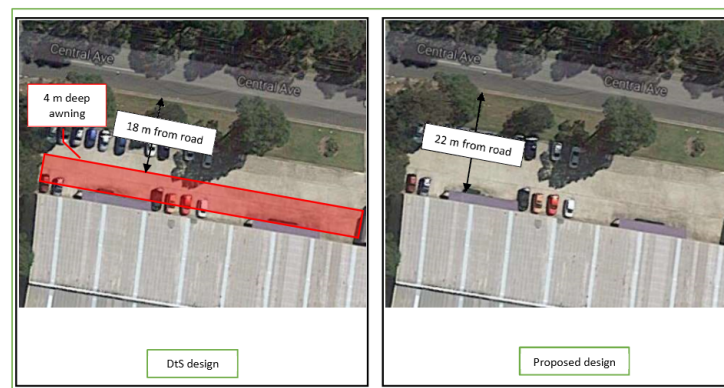 Central Ave
Central Ave
4 m deep
awning
18 m from road
DtS design
Central Ave
Central Ave
22 m from road
Proposed design